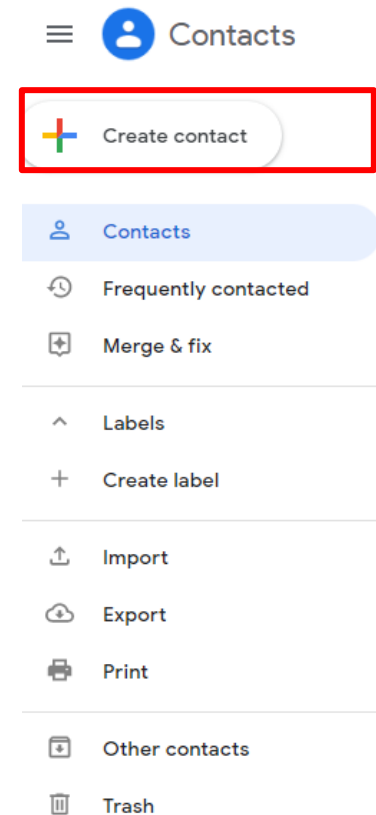 Contacts
Create contact
Contacts
Frequently contacted
Merge & fix
Labels
Create label
Import
Export
Print
Other contacts
Trash